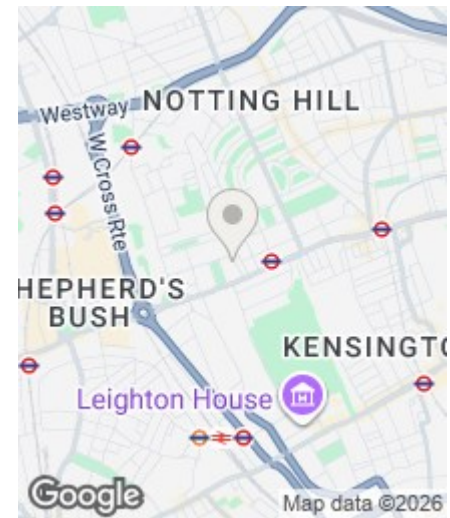 NOTTING HILL
Westway
W Cross Rte
HEPHERD'S
BUSH
KENSINGTO
Leighton House
Google
Map data ©2026